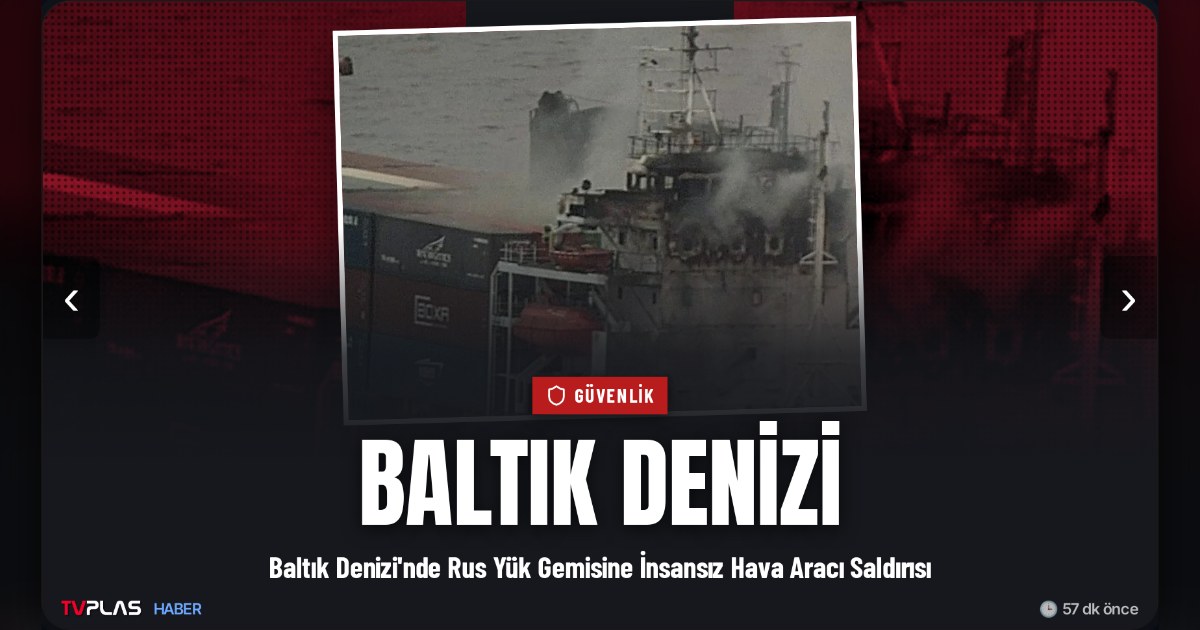 BOXA
GÜVENLİK
BALTIK DENİZİ
Baltık Denizi'nde Rus Yük Gemisine İnsansız Hava Aracı Saldırısı
TVPLAS HABER
57 dk önce